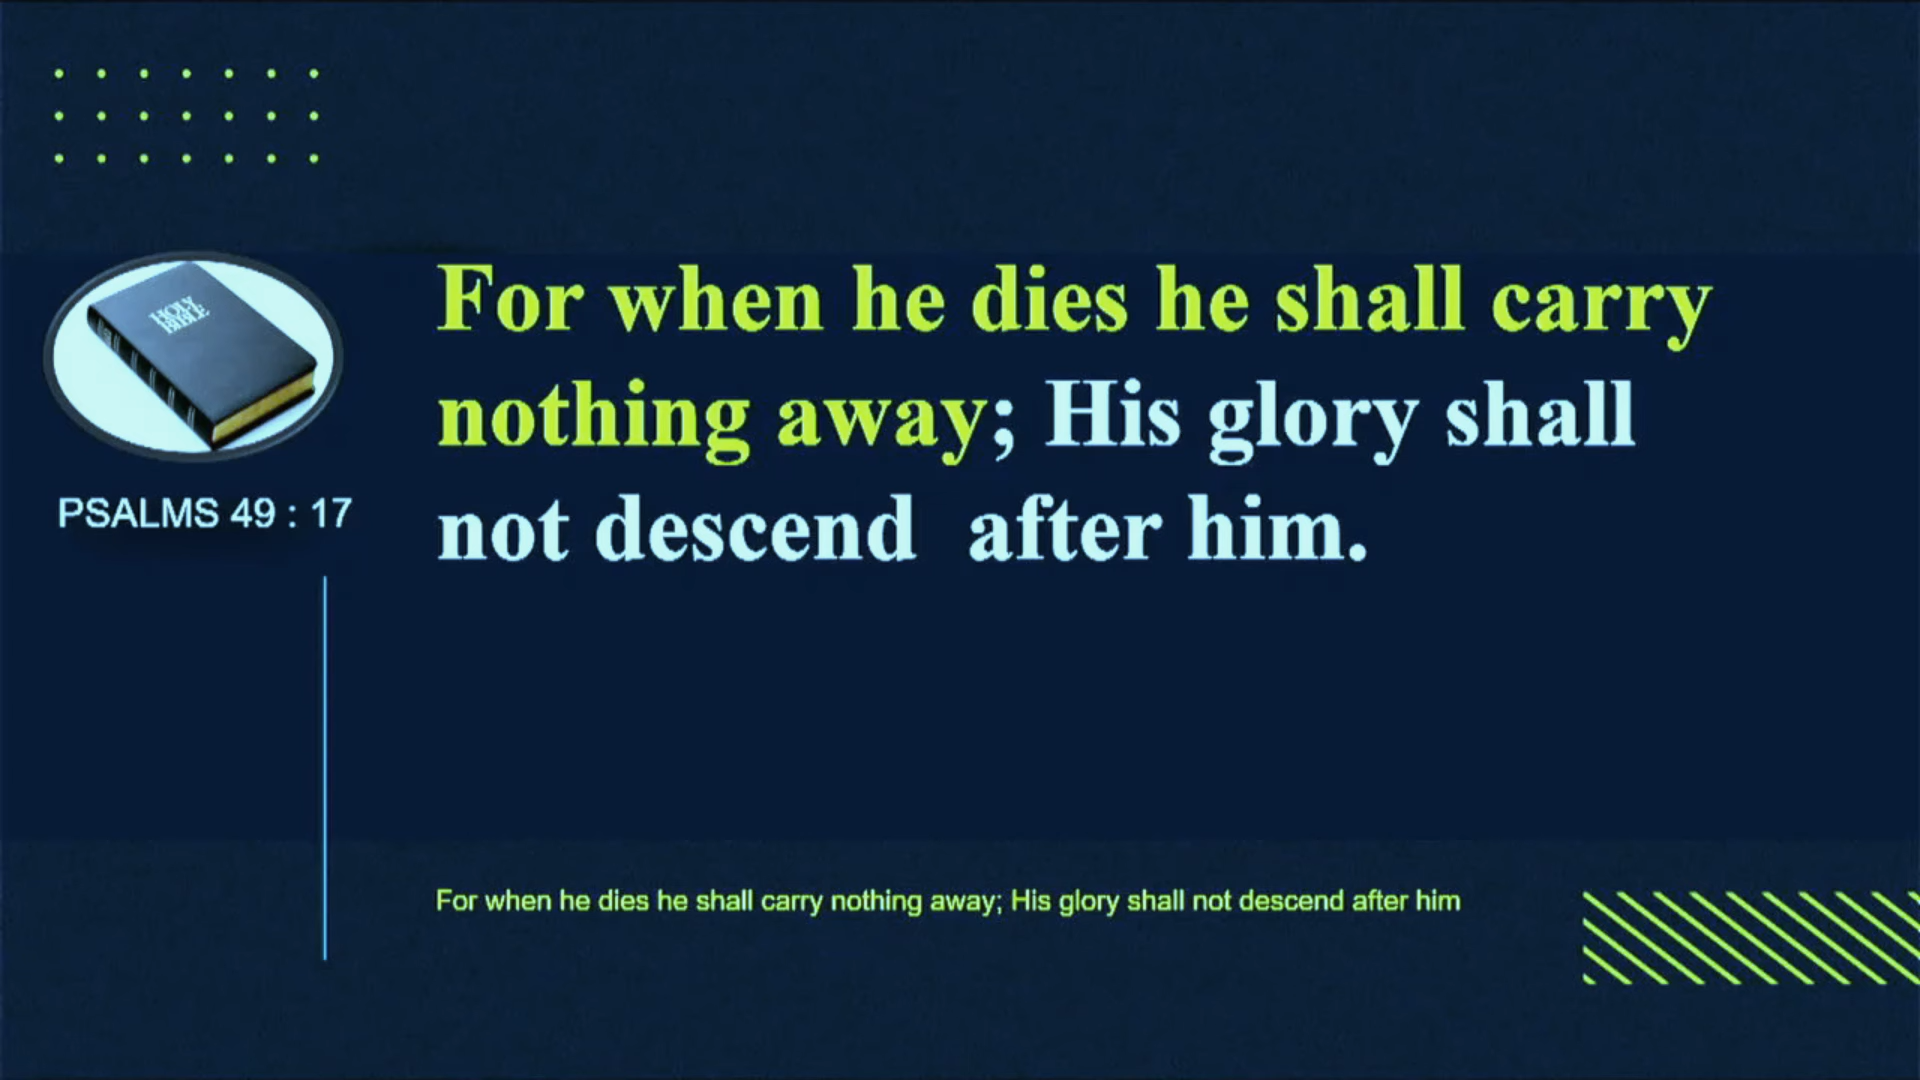 HOLY
BIBLE
PSALMS 49 : 17
For when he dies he shall carry
nothing away; His glory shall
not descend  after him.
For when he dies he shall carry nothing away; His glory shall not descend after him